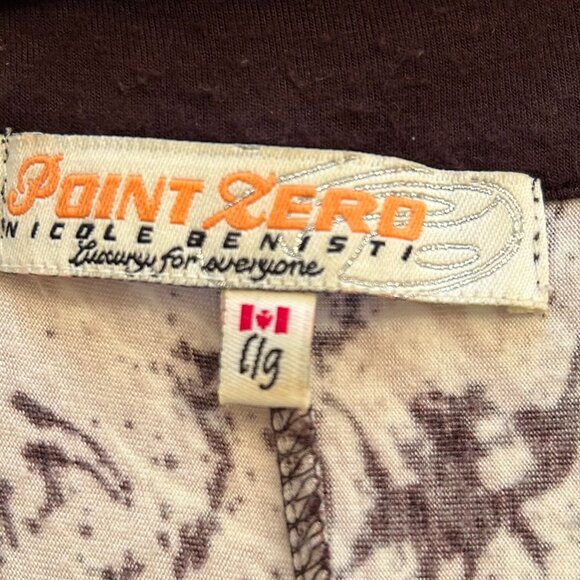 POINT ZERO
NICOLE BENISTI
Luxury for everyone
l/g